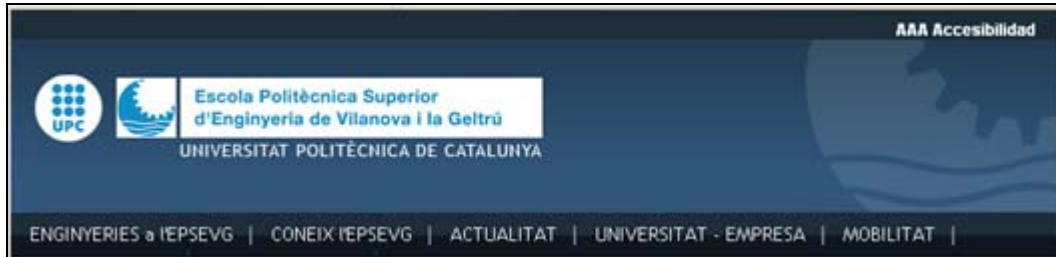 AAA Accesibilidad
UPC
Escola Politècnica Superior
d'Enginyeria de Vilanova i la Geltrú
UNIVERSITAT POLITÈCNICA DE CATALUNYA
ENGINYERIES a l'EPSEVG | CONEIX l'EPSEVG | ACTUALITAT | UNIVERSITAT - EMPRESA | MOBILITAT |